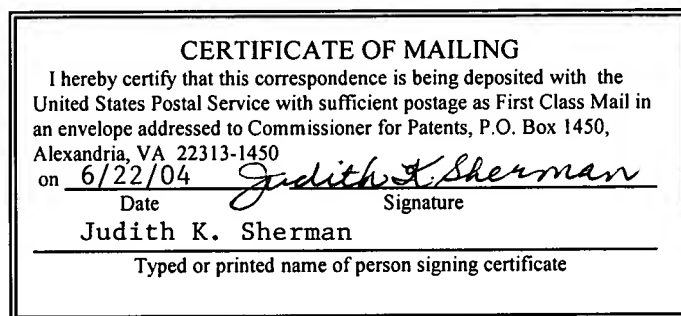 CERTIFICATE OF MAILING
I hereby certify that this correspondence is being deposited with the
United States Postal Service with sufficient postage as First Class Mail in
an envelope addressed to Commissioner for Patents, P.O. Box 1450,
Alexandria, VA 22313-1450
on 6/22/04 Judith K. Sherman
Date Signature
Judith K. Sherman
Typed or printed name of person signing certificate